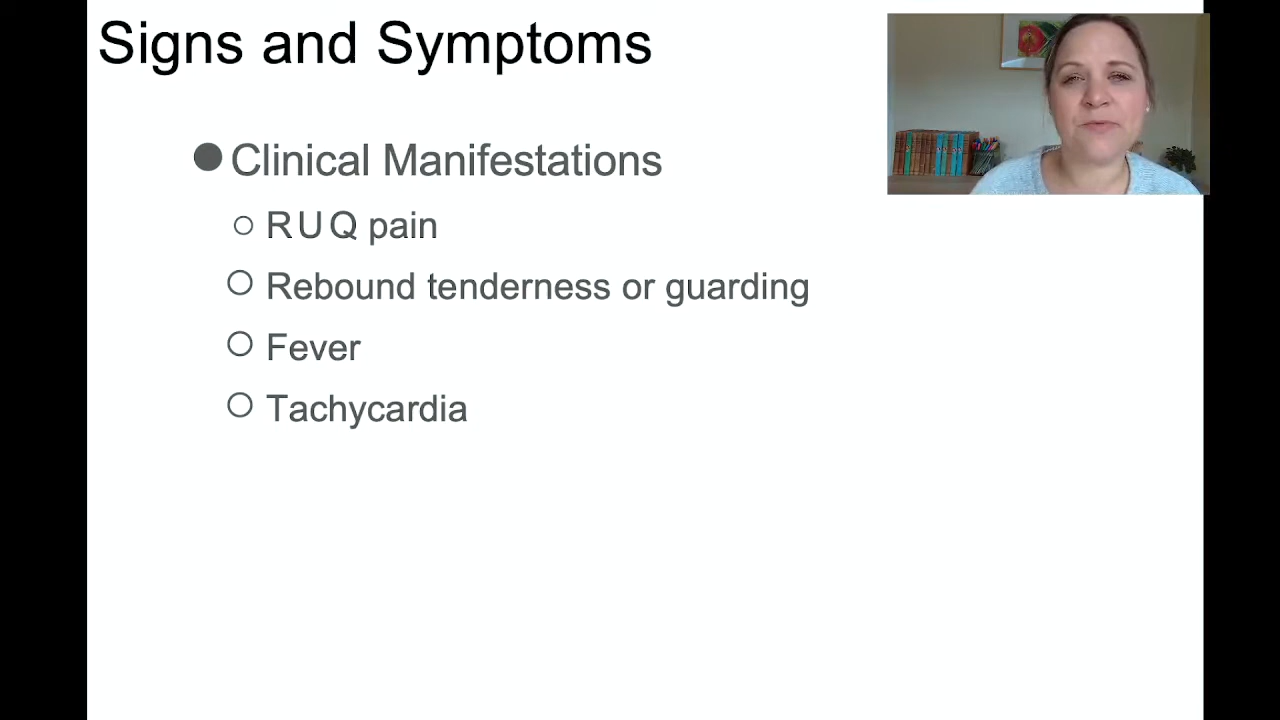 Signs and Symptoms
Clinical Manifestations
RUQ pain
Rebound tenderness or guarding
Fever
Tachycardia